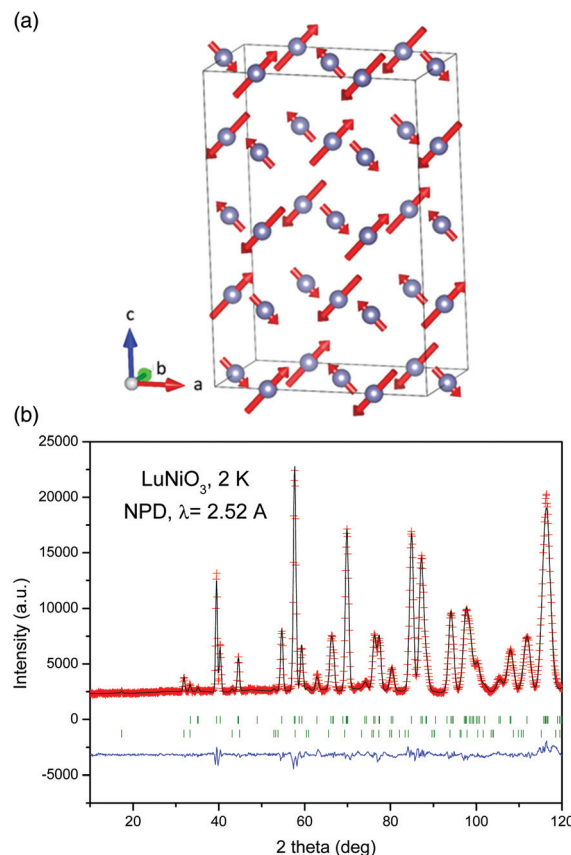 (a)
c
b
a
(b)
25000
LuNiO₃, 2 K
20000
NPD, λ= 2.52 A
15000
10000
5000
0
-5000
Intensity (a.u.)
20 40 60 80 100 120
2 theta (deg)